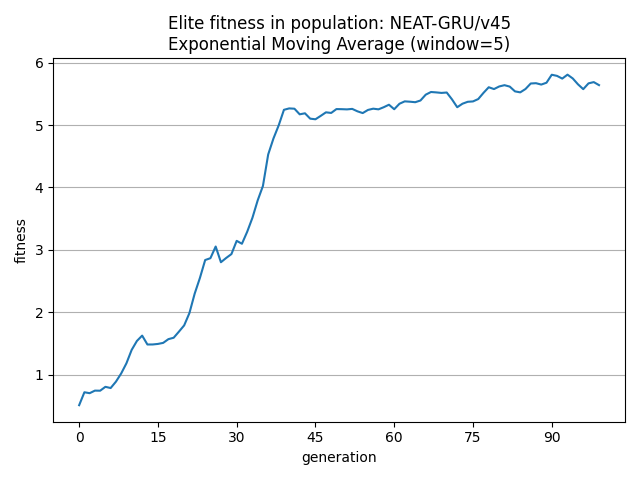 Elite fitness in population: NEAT-GRU/v45
Exponential Moving Average (window=5)
6
5
4
3
2
1
fitness
0 15 30 45 60 75 90
generation